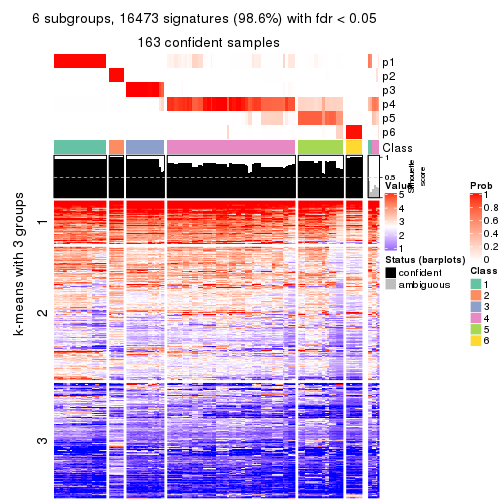 6 subgroups, 16473 signatures (98.6%) with fdr < 0.05
163 confident samples
p1
p2
p3
p4
p5
p6
Class
1
0.5
0
Silhouette
score
k-means with 3 groups
1
2
3
Value
5
4
3
2
1
Status (barplots)
confident
ambiguous
Prob
1
0.8
0.6
0.4
0.2
0
Class
1
2
3
4
5
6